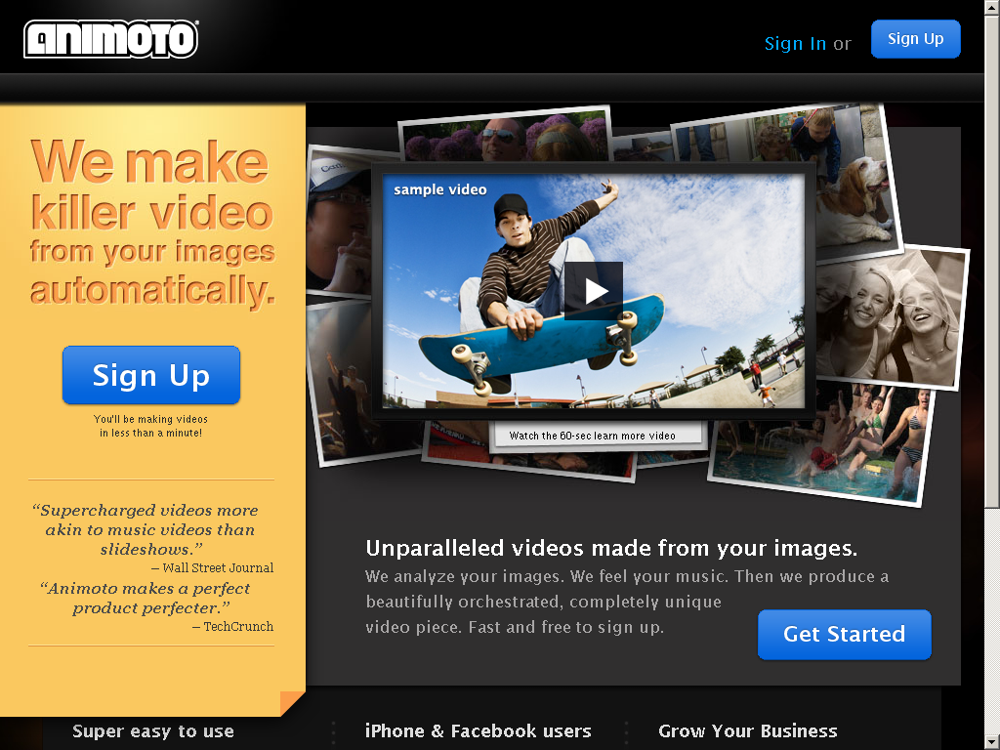 ANIMOTO
Sign In or
Sign Up
We make
killer video
from your images
automatically.
Sign Up
You'll be making videos
in less than a minute!
“Supercharged videos more
akin to music videos than
slideshows.”
— Wall Street Journal
“Animoto makes a perfect
product perfecter.”
— TechCrunch
sample video
Watch the 60-sec learn more video
Unparalleled videos made from your images.
We analyze your images. We feel your music. Then we produce a
beautifully orchestrated, completely unique
video piece. Fast and free to sign up.
Get Started
Super easy to use
iPhone & Facebook users
Grow Your Business